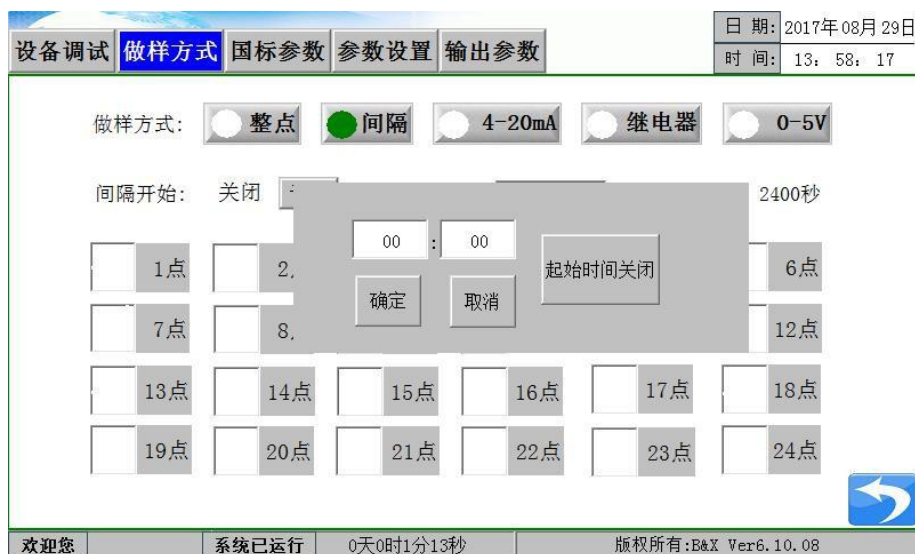 日 期: 2017年08月29日
设备调试 做样方式 国标参数 参数设置 输出参数
时 间: 13: 58: 17
做样方式: 整点 间隔 4-20mA 继电器 0-5V
间隔开始: 关闭 2400秒
00 : 00
起始时间关闭
确定 取消
1点 2 6点
7点 8 12点
13点 14点 15点 16点 17点 18点
19点 20点 21点 22点 23点 24点
欢迎您 系统已运行 0天0时1分13秒 版权所有:B&X Ver6.10.08